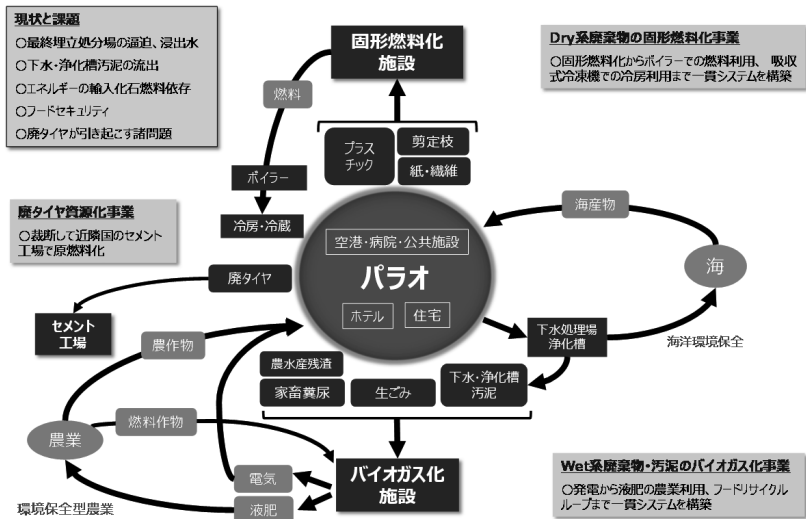 現状と課題
○最終埋立処分場の逼迫、浸出水
○下水・浄化槽汚泥の流出
○エネルギーの輸入化石燃料依存
○フードセキュリティ
○廃タイヤが引き起こす諸問題
固形燃料化
施設
Dry系廃棄物の固形燃料化事業
○固形燃料化からボイラーでの燃料利用、吸収
式冷凍機での冷房利用まで一貫システムを構築
燃料
プラス
チック
剪定枝
紙・繊維
ボイラー
冷房・冷蔵
廃タイヤ資源化事業
○裁断して近隣国のセメント
工場で原燃料化
海産物
空港・病院・公共施設
パラオ
ホテル
住宅
海
廃タイヤ
セメント
工場
農作物
下水処理場
浄化槽
海洋環境保全
農水産残渣
家畜糞尿
生ごみ
下水・浄化槽
汚泥
燃料作物
農業
電気
液肥
バイオガス化
施設
環境保全型農業
Wet系廃棄物・汚泥のバイオガス化事業
○発電から液肥の農業利用、フードリサイクル
ループまで一貫システムを構築